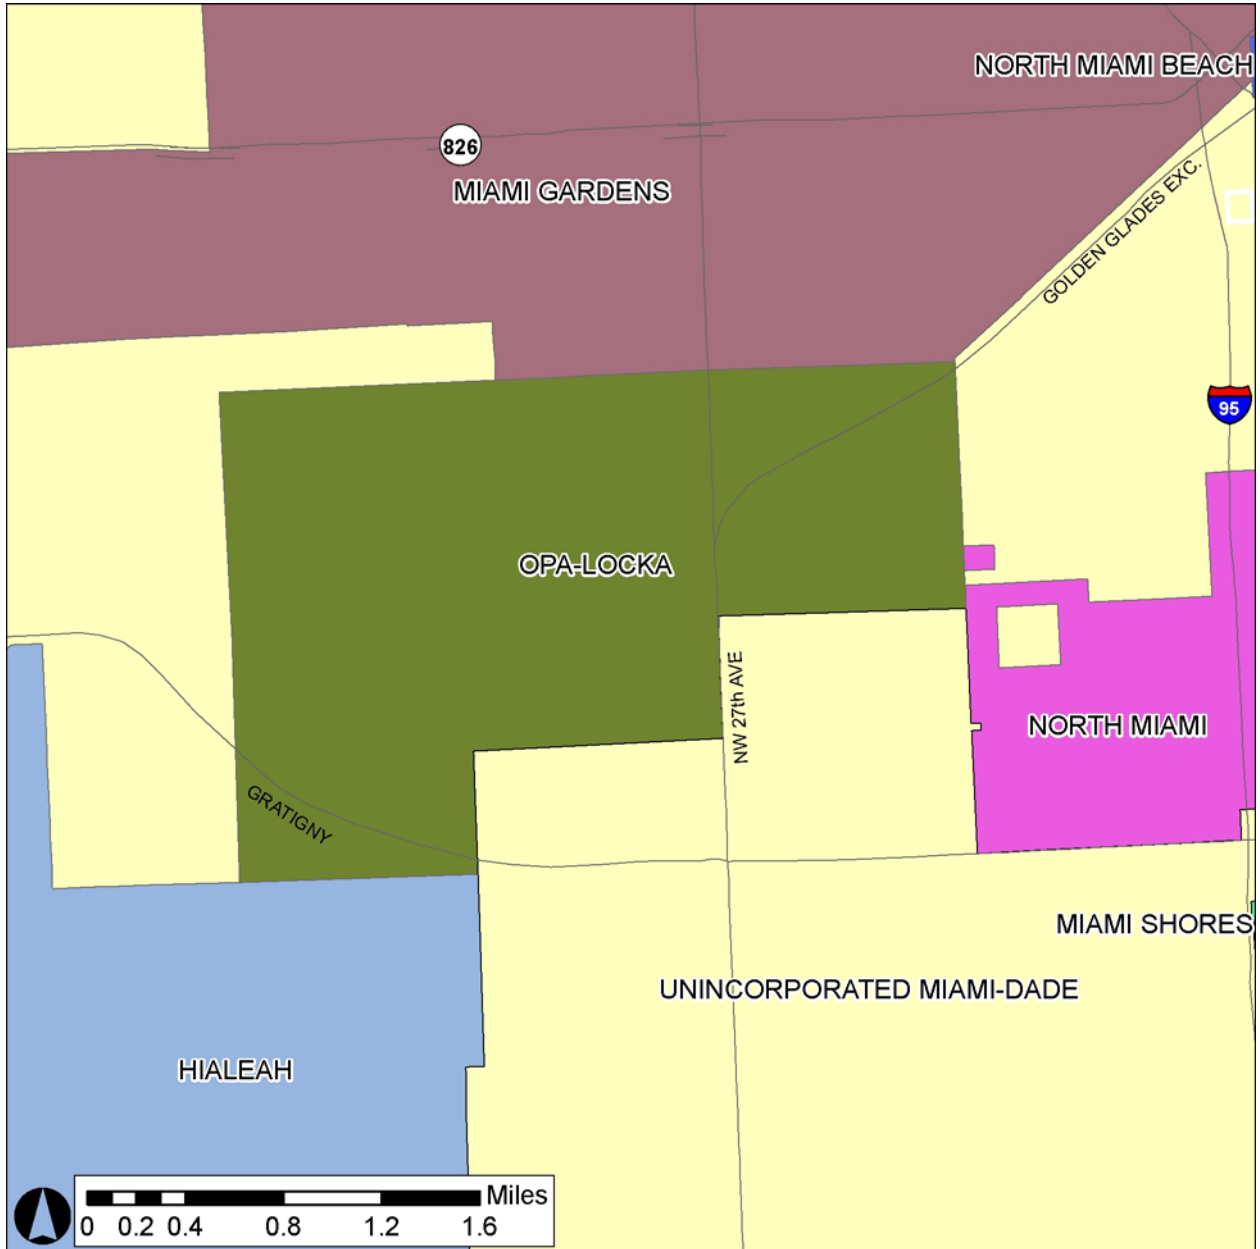 NORTH MIAMI BEACH
826
MIAMI GARDENS
GOLDEN GLADES EXC.
95
OPA-LOCKA
NW 27th AVE
NORTH MIAMI
GRATIGNY
MIAMI SHORES
UNINCORPORATED MIAMI-DADE
HIALEAH
Miles
0 0.2 0.4 0.8 1.2 1.6